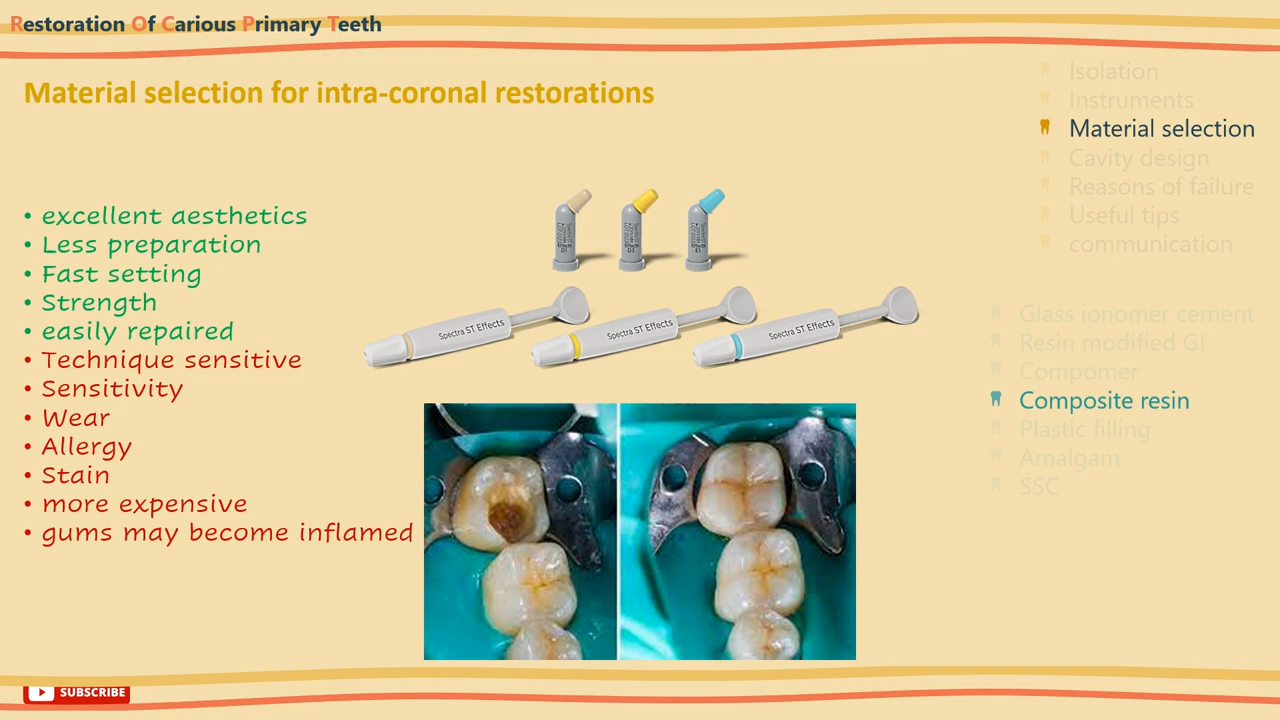 Restoration Of Carious Primary Teeth
Material selection for intra-coronal restorations
• excellent aesthetics
• Less preparation
• Fast setting
• Strength
• easily repaired
• Technique sensitive
• Sensitivity
• Wear
• Allergy
• Stain
• more expensive
• gums may become inflamed
Spectra ST Effects
Spectra ST Effects
Spectra ST Effects
Isolation
Instruments
Material selection
Cavity design
Reasons of failure
Useful tips
communication
Glass ionomer cement
Resin modified GI
Compomer
Composite resin
Plastic filling
Amalgam
SSC
SUBSCRIBE